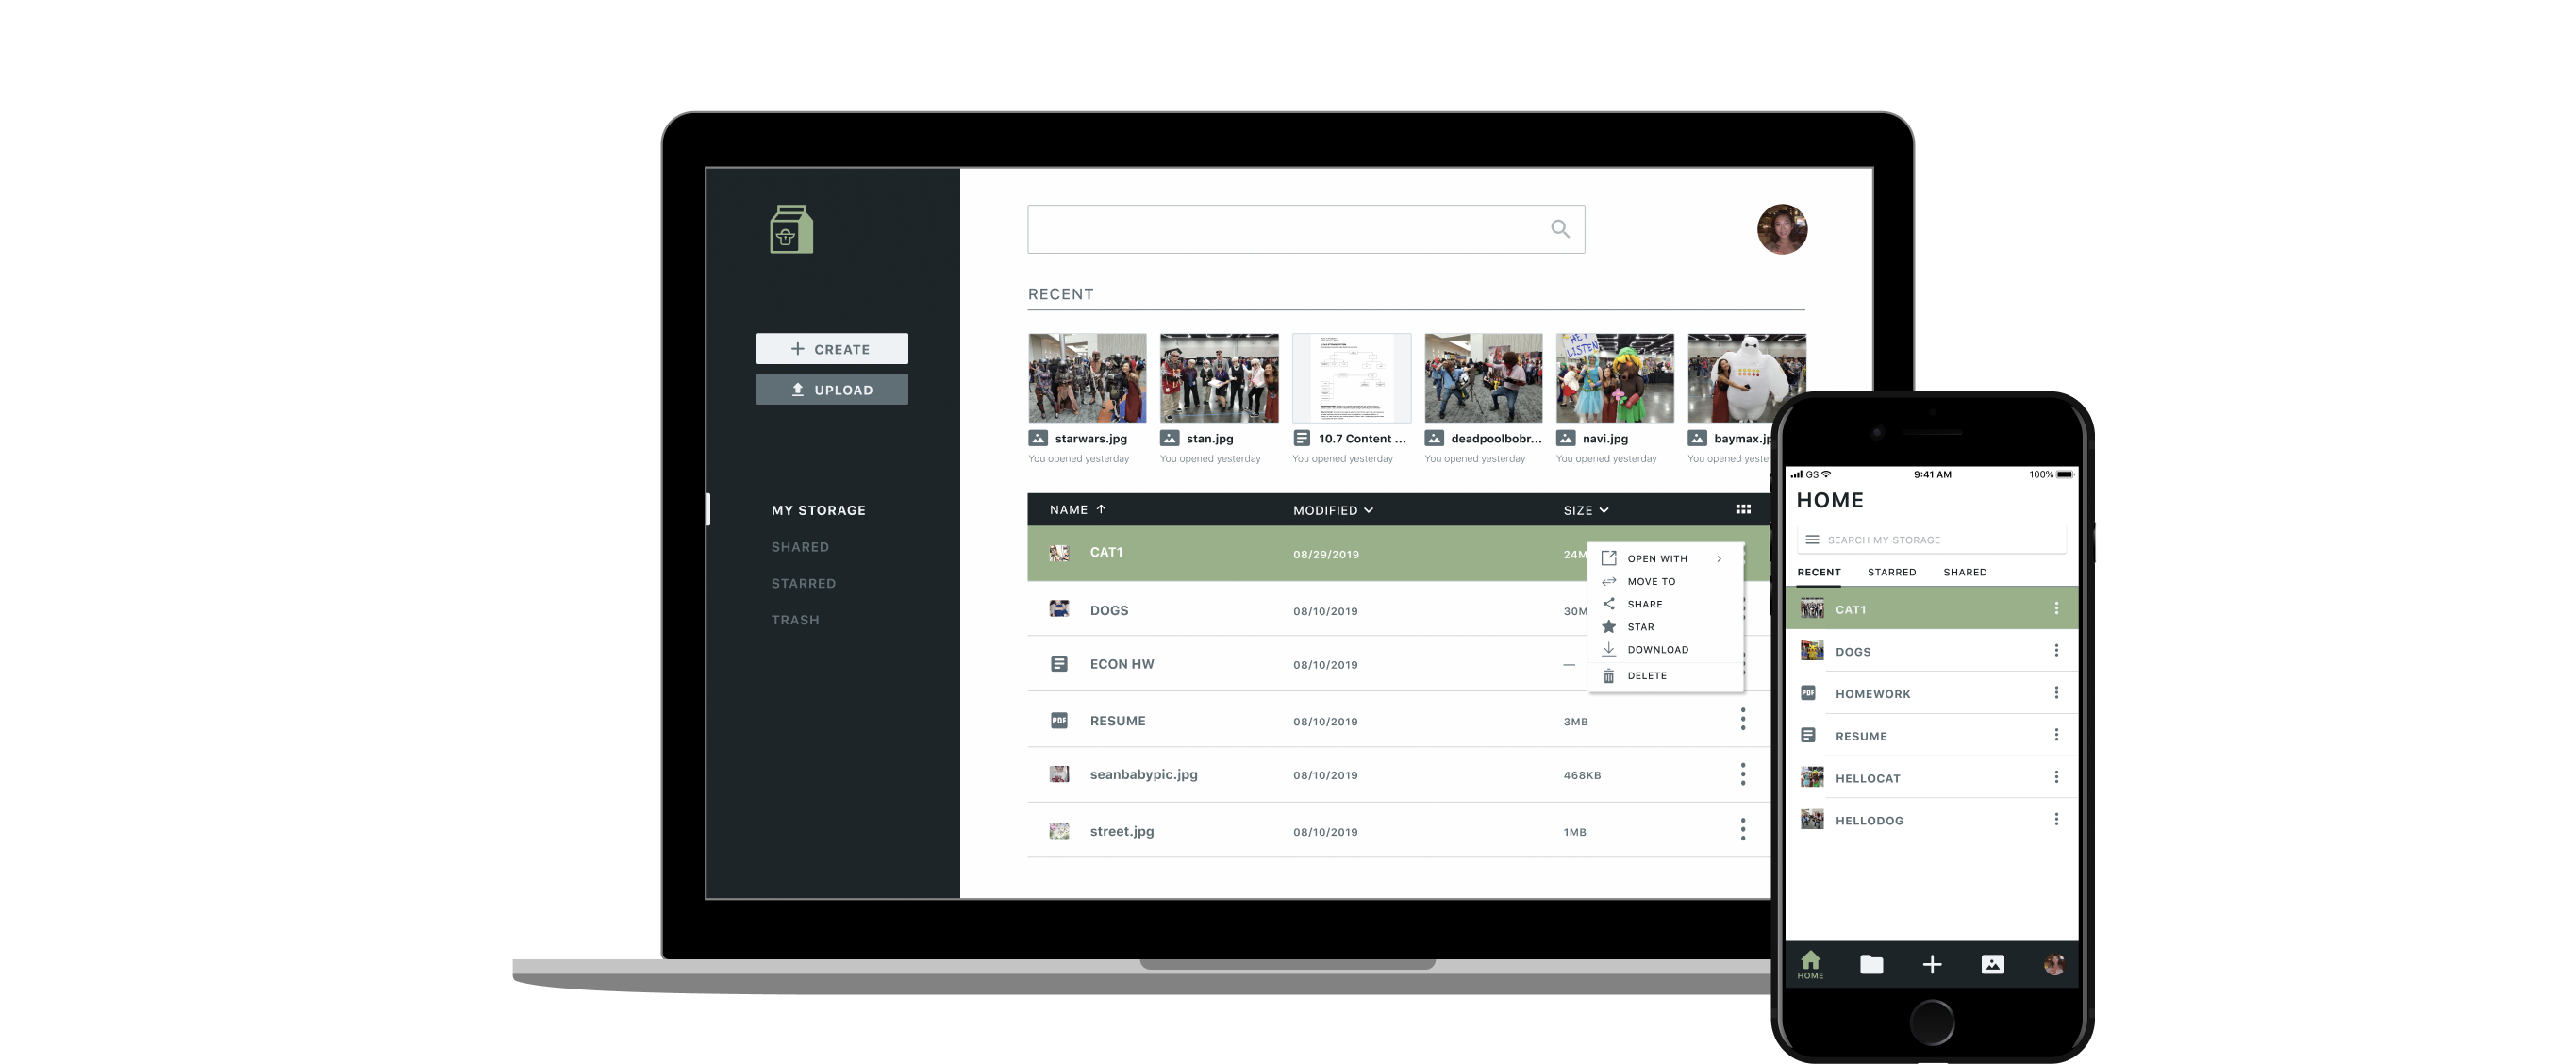 CREATE
UPLOAD
MY STORAGE
SHARED
STARRED
TRASH
RECENT
HEY
LISTEN
starwars.jpg
You opened yesterday
stan.jpg
You opened yesterday
10.7 Content ...
You opened yesterday
deadpoolbobr...
You opened yesterday
navi.jpg
You opened yesterday
baymax.jp
You opened yester
NAME MODIFIED SIZE
CAT1 08/29/2019 24M
DOGS 08/10/2019 30M
ECON HW 08/10/2019 —
PDF RESUME 08/10/2019 3MB
seanbabypic.jpg 08/10/2019 468KB
street.jpg 08/10/2019 1MB
OPEN WITH
MOVE TO
SHARE
STAR
DOWNLOAD
DELETE
GS 9:41 AM 100%
HOME
SEARCH MY STORAGE
RECENT STARRED SHARED
CAT1
DOGS
PDF HOMEWORK
RESUME
HELLOCAT
HELLODOG
HOME